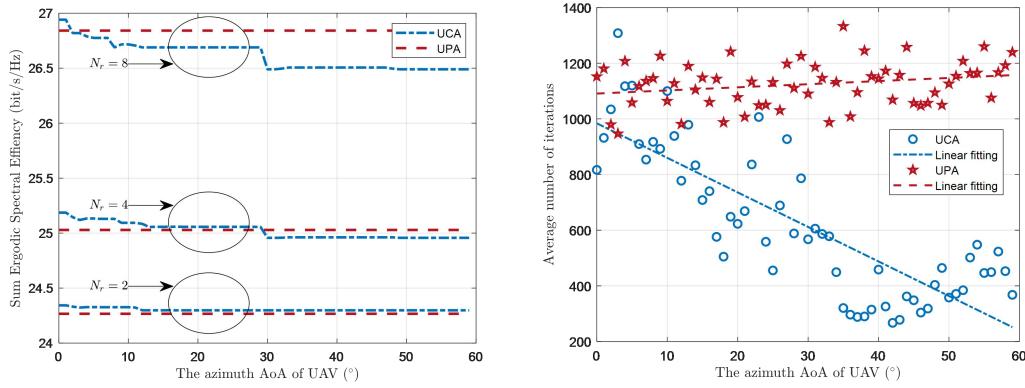 27
26.5
26
25.5
25
24.5
24
0
10
20
30
40
50
60
Sum Ergodic Spectral Effiency (bit/s/Hz)
The azimuth AoA of UAV (°)
N_r = 8
N_r = 4
N_r = 2
UCA
UPA
1400
1200
1000
800
600
400
200
0
10
20
30
40
50
60
Average number of iterations
The azimuth AoA of UAV (°)
UCA
Linear fitting
UPA
Linear fitting